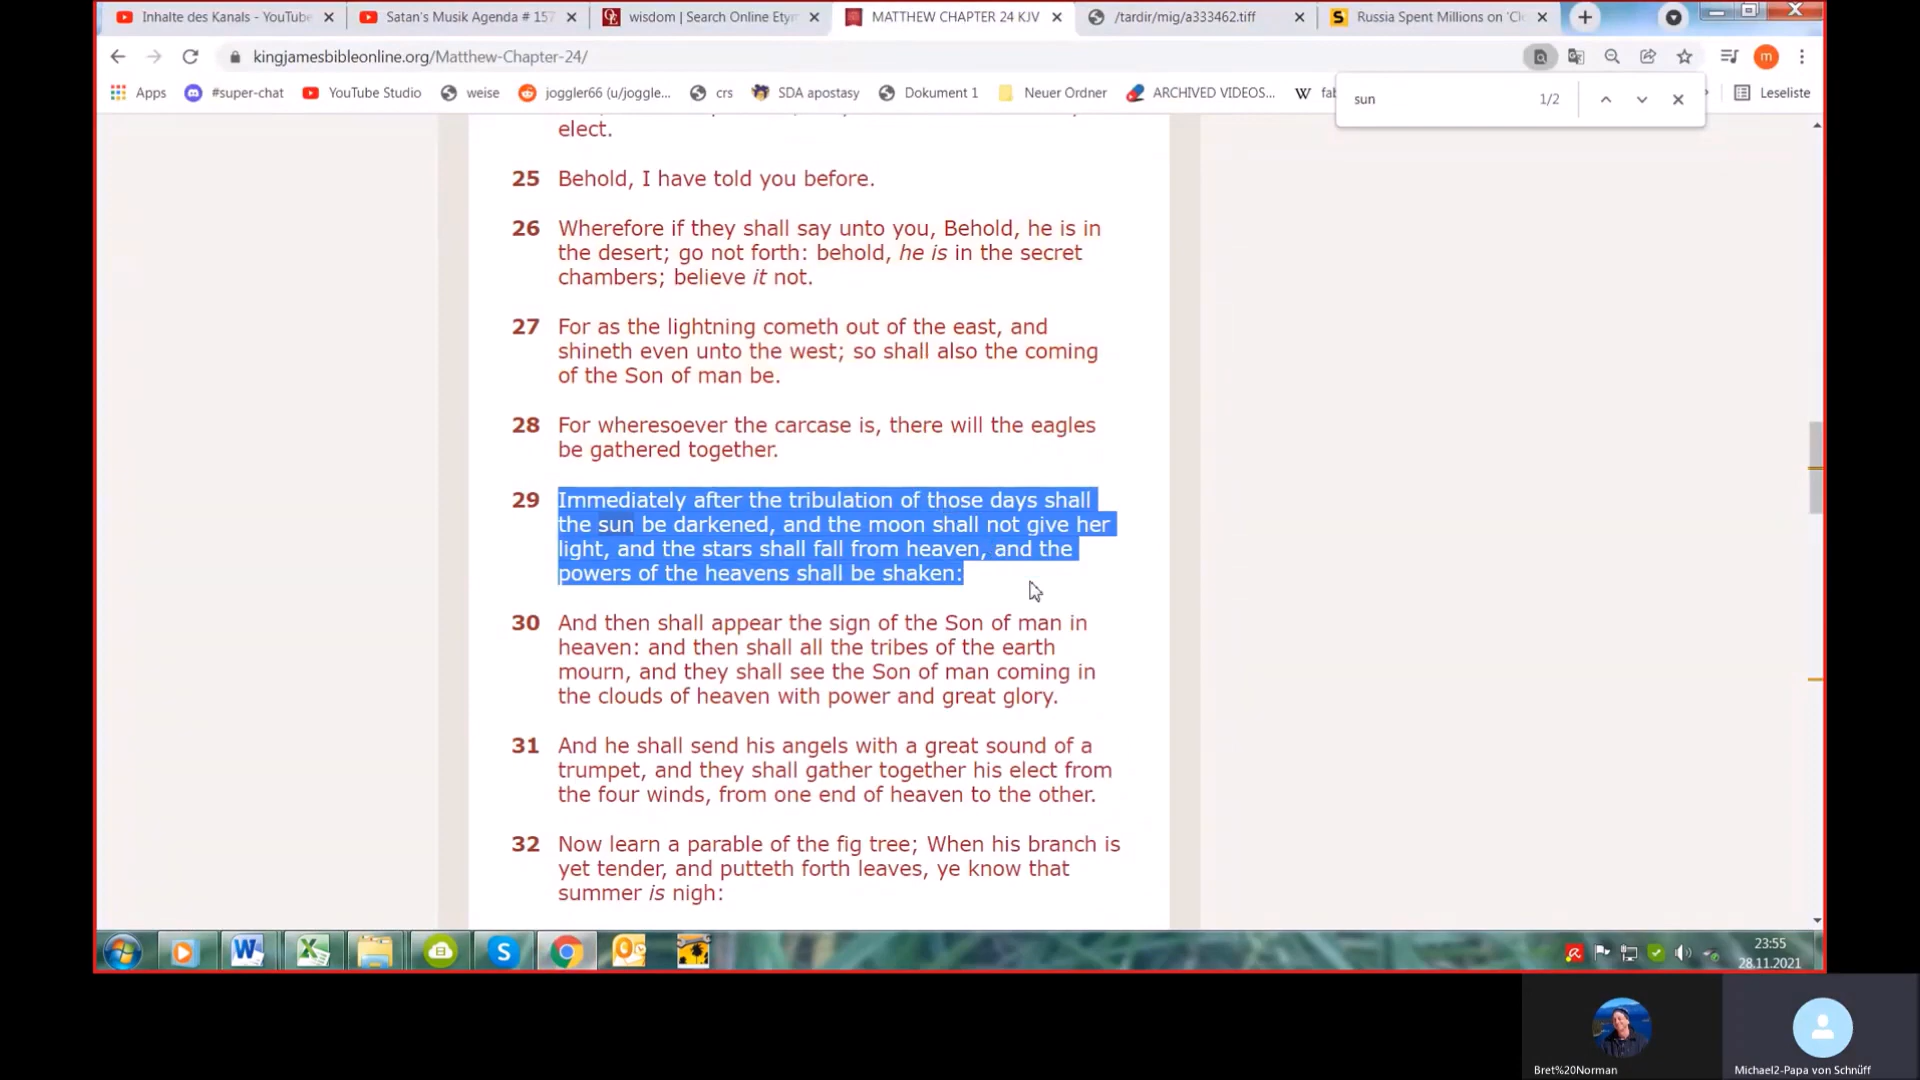 Inhalte des Kanals - YouTube
Satan's Musik Agenda # 157
wisdom | Search Online Etym
MATTHEW CHAPTER 24 KJV
/tardir/mig/a333462.tiff
Russia Spent Millions on 'Cl
kingjamesbibleonline.org/Matthew-Chapter-24/
m
Apps
#super-chat
YouTube Studio
weise
joggler66 (u/joggle...
crs
SDA apostasy
Dokument 1
Neuer Ordner
ARCHIVED VIDEOS...
W fab
Leseliste
sun
1/2
elect.
25 Behold, I have told you before.
26 Wherefore if they shall say unto you, Behold, he is in
the desert; go not forth: behold, he is in the secret
chambers; believe it not.
27 For as the lightning cometh out of the east, and
shineth even unto the west; so shall also the coming
of the Son of man be.
28 For wheresoever the carcase is, there will the eagles
be gathered together.
29 Immediately after the tribulation of those days shall
the sun be darkened, and the moon shall not give her
light, and the stars shall fall from heaven, and the
powers of the heavens shall be shaken:
30 And then shall appear the sign of the Son of man in
heaven: and then shall all the tribes of the earth
mourn, and they shall see the Son of man coming in
the clouds of heaven with power and great glory.
31 And he shall send his angels with a great sound of a
trumpet, and they shall gather together his elect from
the four winds, from one end of heaven to the other.
32 Now learn a parable of the fig tree; When his branch is
yet tender, and putteth forth leaves, ye know that
summer is nigh:
23:55
28.11.2021
Bret%20Norman
Michael2-Papa von Schnüff